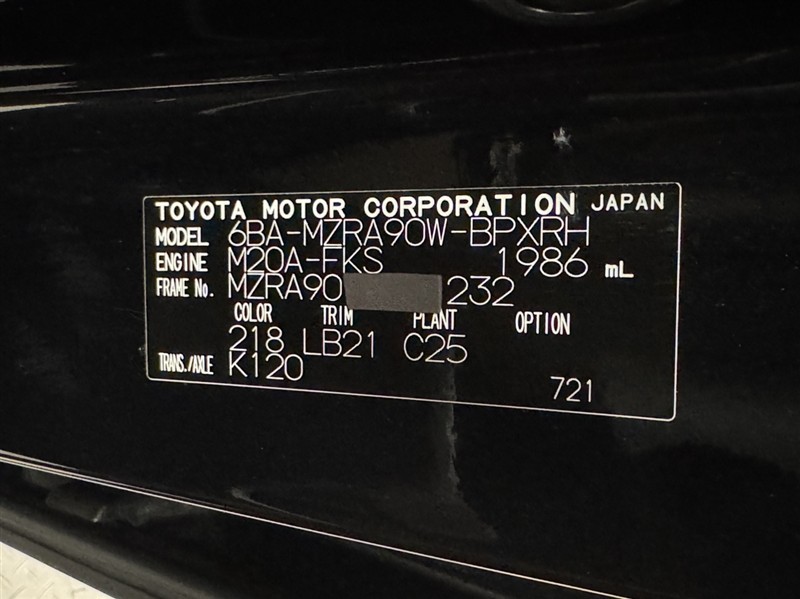 TOYOTA MOTOR CORPORATION JAPAN
MODEL 6BA-MZRA90W-BPXRH
ENGINE M20A-FKS 1986 mL
FRAME No. MZRA90 232
COLOR TRIM PLANT OPTION
218 LB21 C25
TRANS./AXLE K120
721